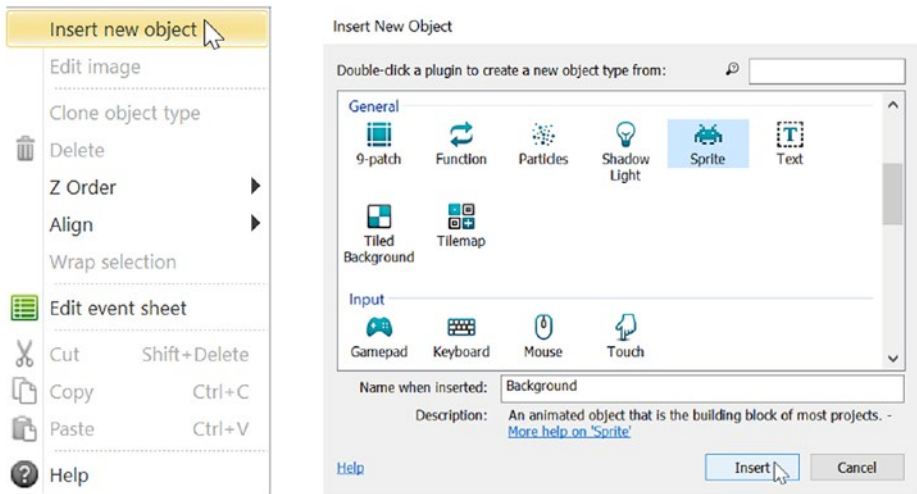 Insert new object
Edit image
Clone object type
Delete
Z Order
Align
Wrap selection
Edit event sheet
Cut Shift+Delete
Copy Ctrl+C
Paste Ctrl+V
Help
Insert New Object
Double-click a plugin to create a new object type from:
General
9-patch Function Particles Shadow Light Sprite Text
Tiled Background Tilemap
Input
Gamepad Keyboard Mouse Touch
Name when inserted: Background
Description: An animated object that is the building block of most projects. -
More help on 'Sprite'
Help Insert Cancel